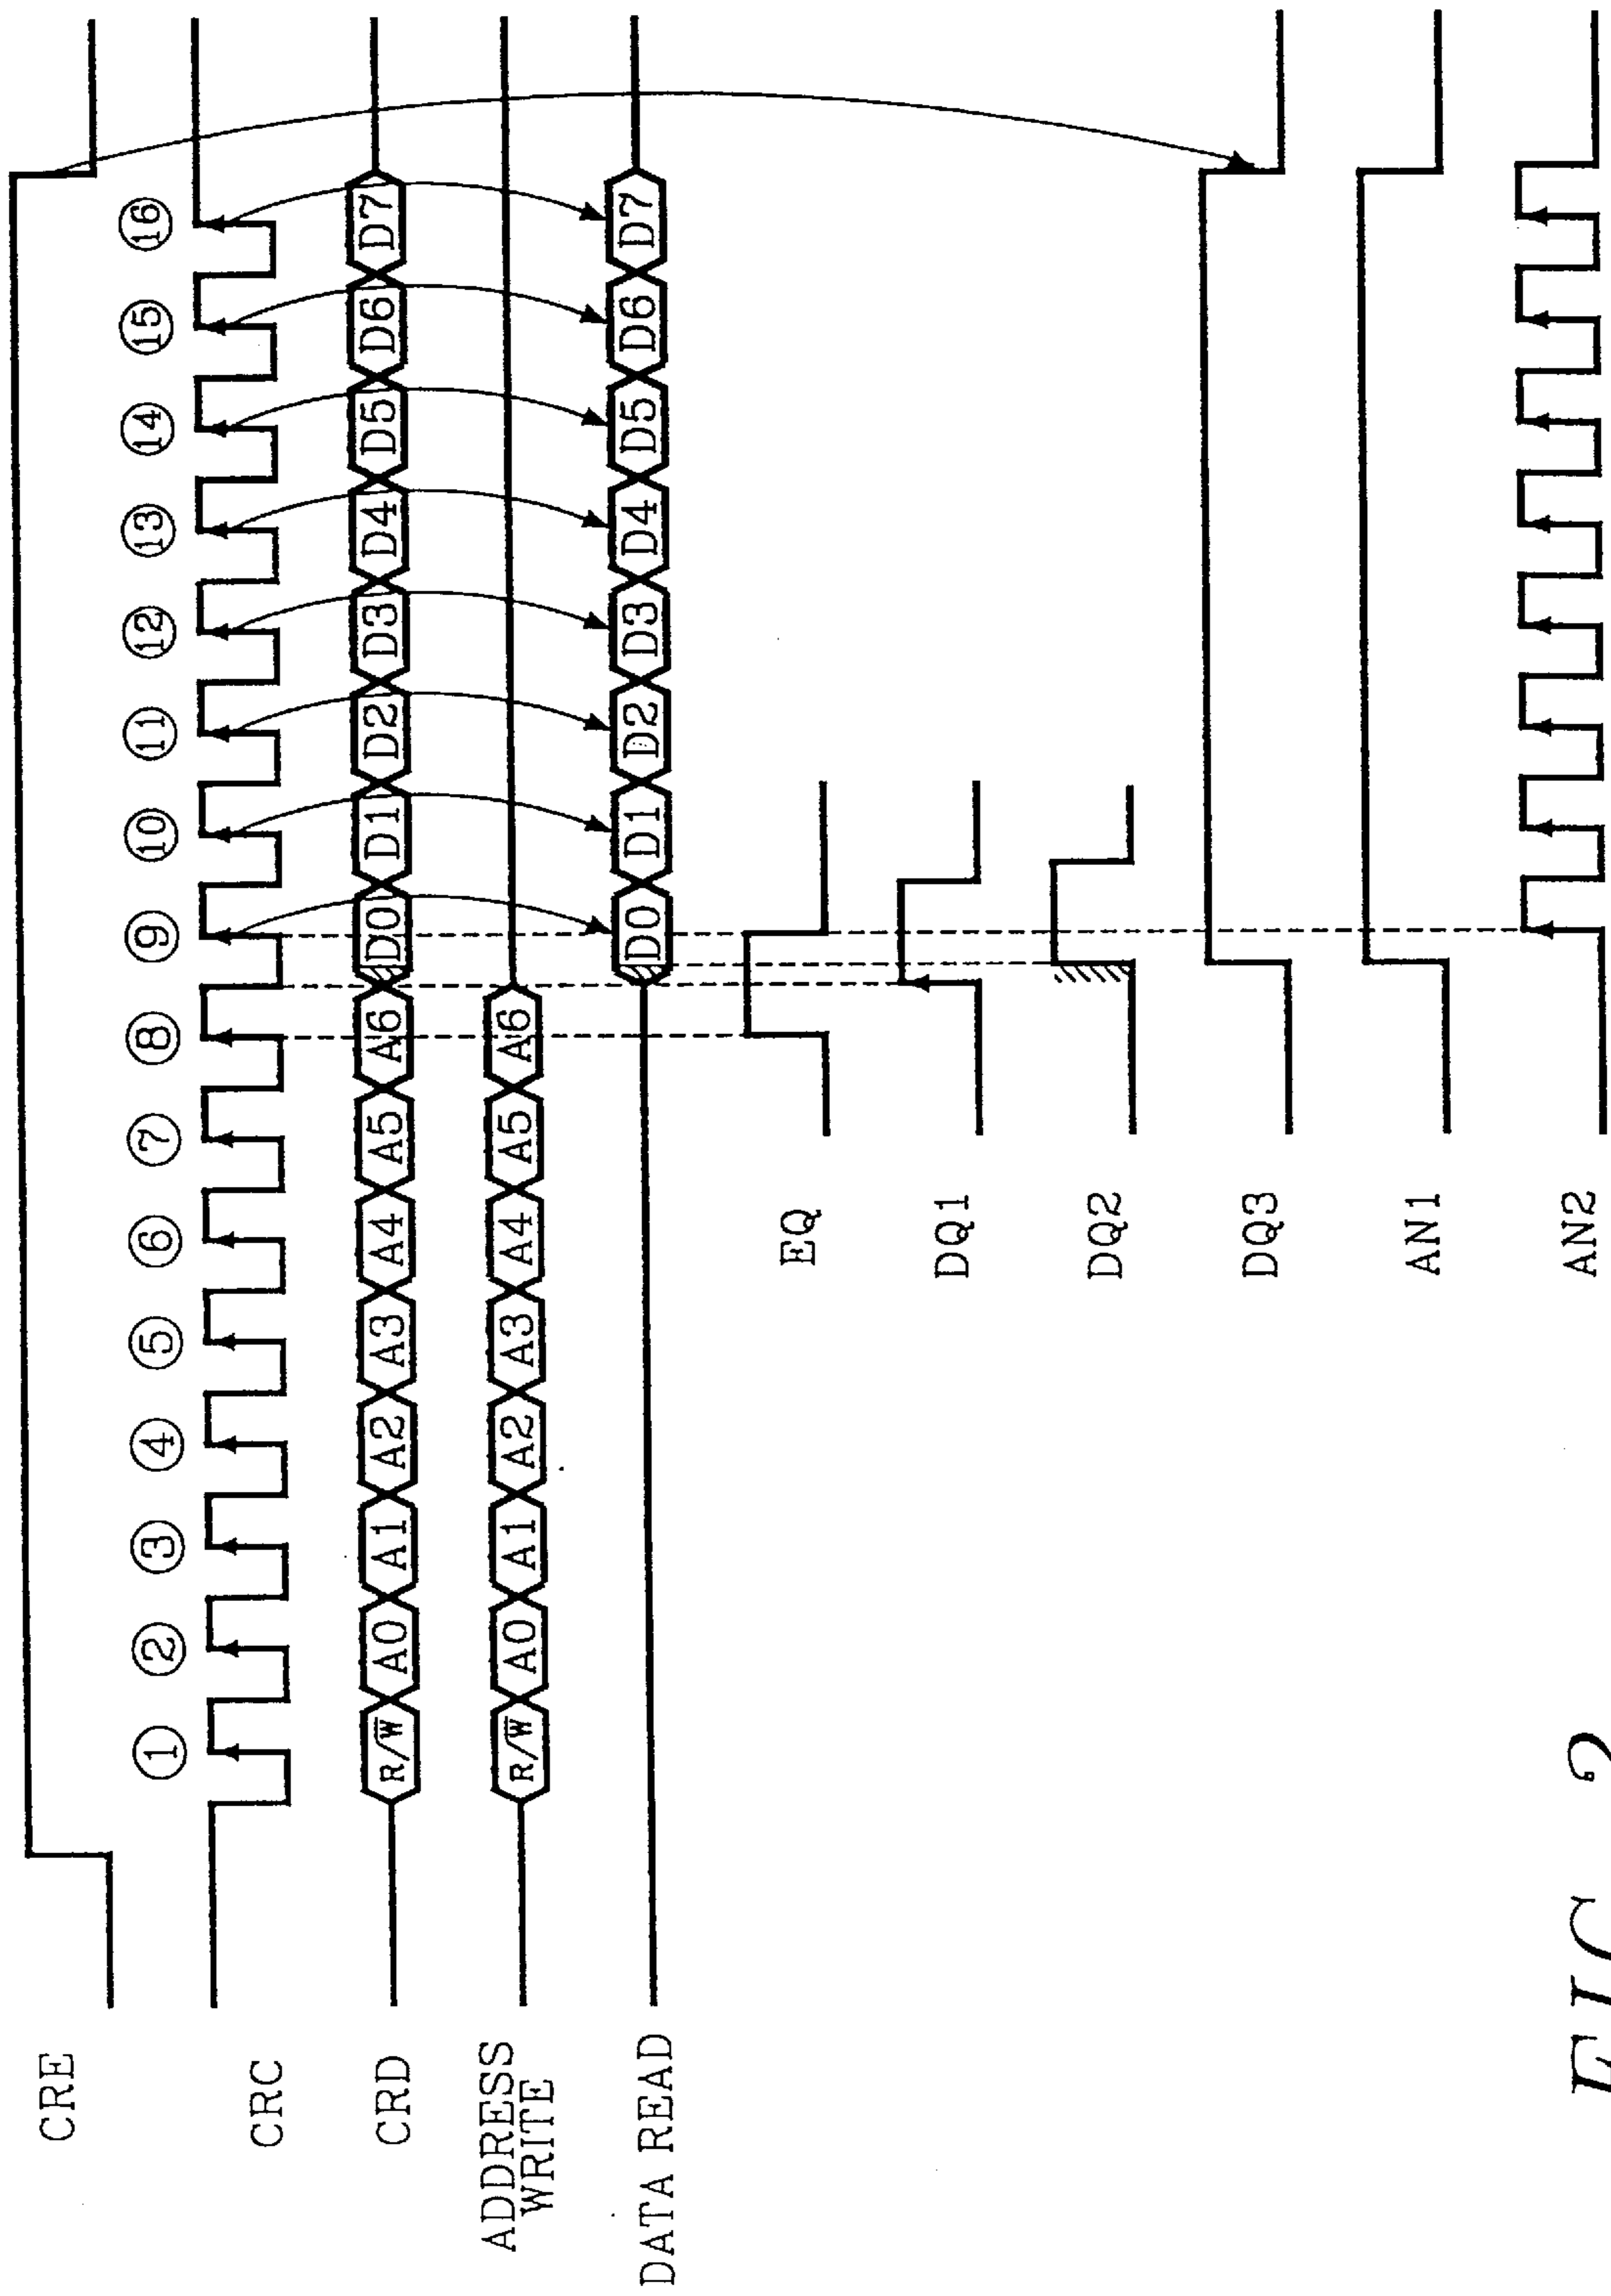 CRE
① ② ③ ④ ⑤ ⑥ ⑦ ⑧ ⑨ ⑩ ⑪ ⑫ ⑬ ⑭ ⑮ ⑯
CRC
CRD R/W̅ A0 A1 A2 A3 A4 A5 A6 D0 D1 D2 D3 D4 D5 D6 D7
ADDRESS
WRITE R/W̅ A0 A1 A2 A3 A4 A5 A6
DATA READ D0 D1 D2 D3 D4 D5 D6 D7
EQ
DQ1
DQ2
DQ3
AN1
AN2
FIG. 2